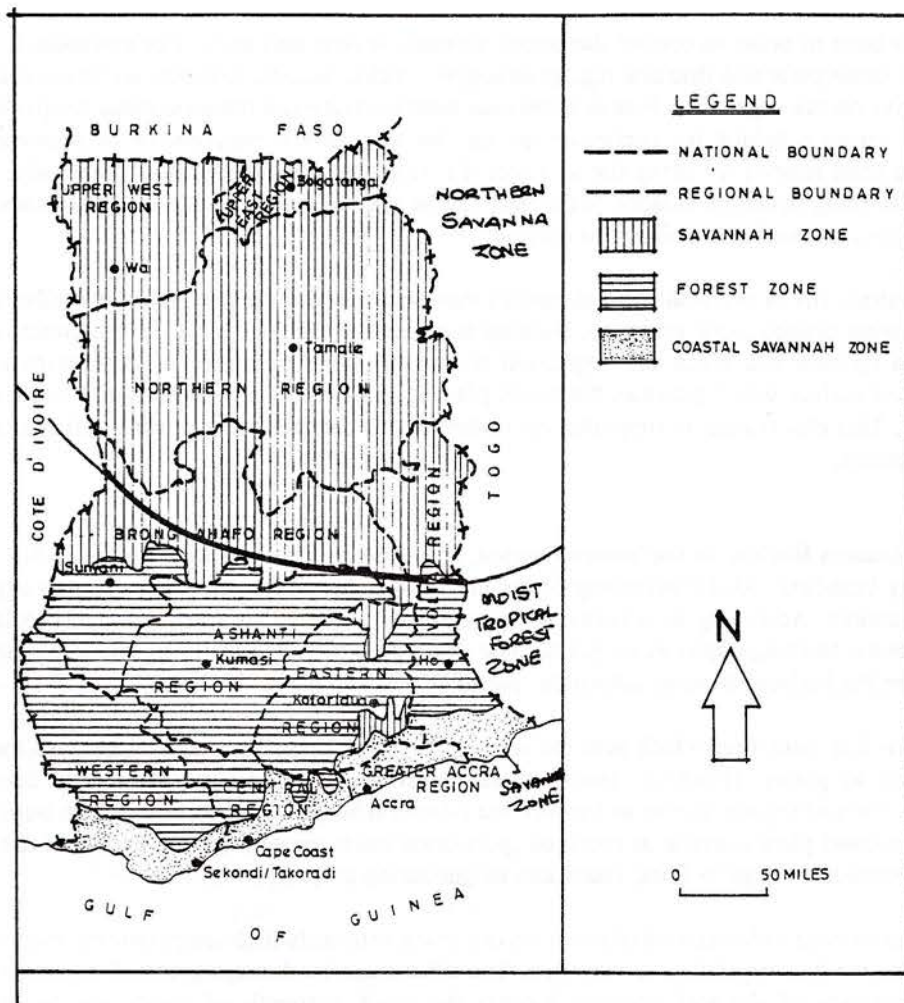 BURKINA FASO
UPPER WEST
REGION
UPPER
EAST
REGION
Bolgatanga
NORTHERN
SAVANNA
ZONE
Wa
Tamale
NORTHERN REGION
COTE D'IVOIRE
TOGO
VOLTA REGION
BRONG AHAFO REGION
Sunyani
MOIST
TROPICAL
FOREST
ZONE
ASHANTI
REGION
Kumasi
EASTERN
REGION
Ho
Koforidua
WESTERN
REGION
CENTRAL
REGION
GREATER ACCRA
REGION
Accra
SAVANNA
ZONE
Cape Coast
Sekondi/Takoradi
GULF OF GUINEA
LEGEND
NATIONAL BOUNDARY
REGIONAL BOUNDARY
SAVANNAH ZONE
FOREST ZONE
COASTAL SAVANNAH ZONE
N
0 50 MILES